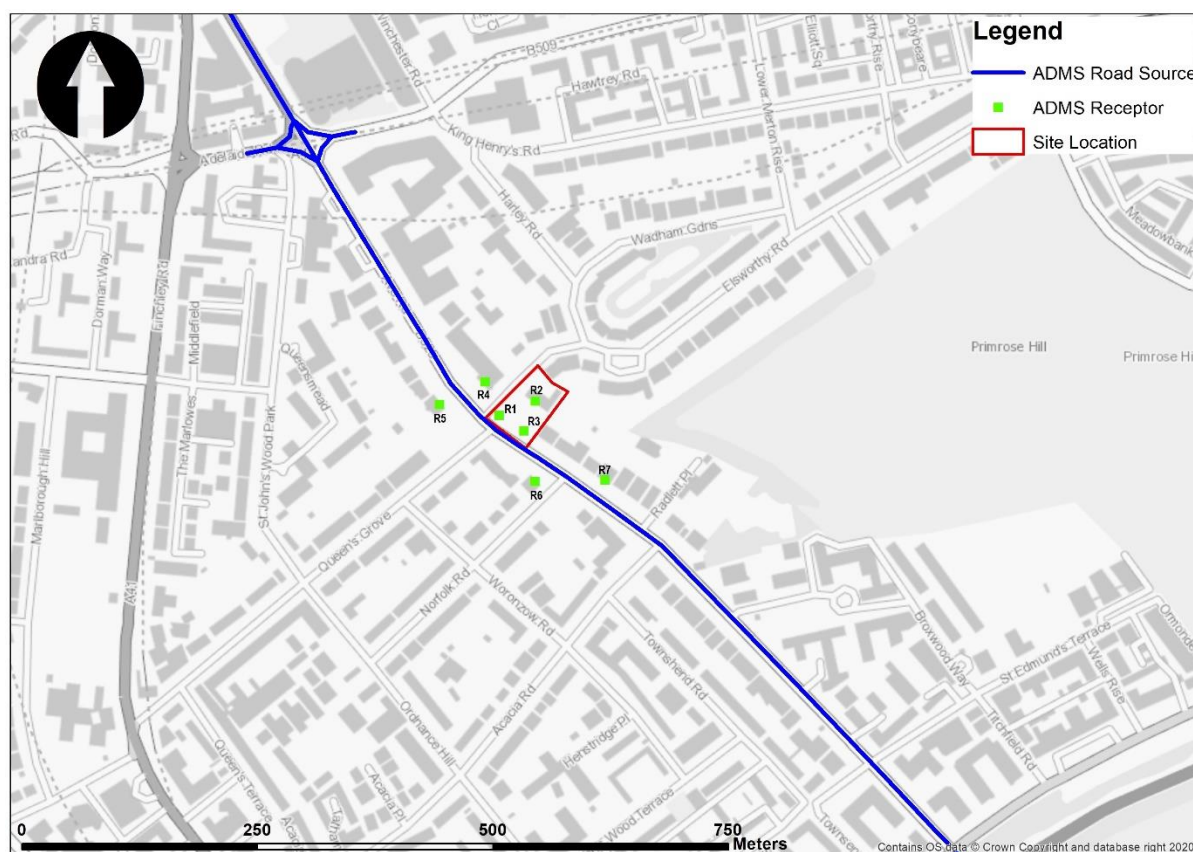 Legend
ADMS Road Source
ADMS Receptor
Site Location
Winchester Rd
B509
Hawtrey Rd
Elliott Sq
Lower Merton Rise
King Henry's Rd
Harley Rd
Wadham Gdns
Elsworthy Rd
Meadowbank
Primrose Hill
Primrose Hill
Finchley Rd
Dorman Way
Middlefield
The Marlowes
Queensmead
St John's Wood Park
Marlborough Hill
A41
R4
R2
R5
R1
R3
R6
R7
Radlett Pl
Queen's Grove
Norfolk Rd
Woronzow Rd
Townshend Rd
Acacia Rd
Ordnance Hill
Henstridge Pl
Queen's Terrace
Acacia Pl
Broxwood Way
St Edmund's Terrace
Wells Rise
Titchfield Rd
0
250
500
750
Meters
Contains OS data © Crown Copyright and database right 2020